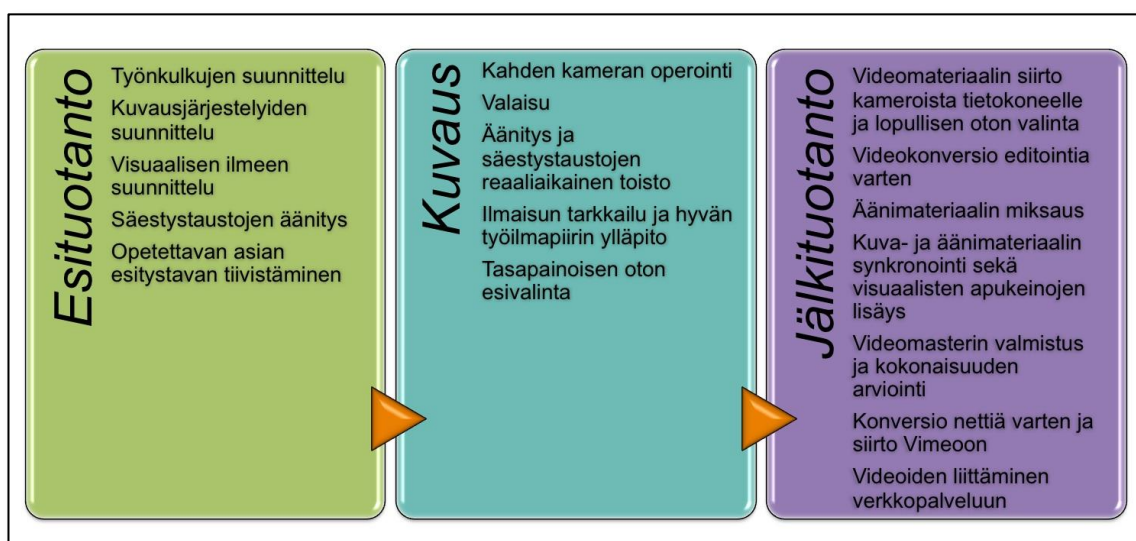 Esituotanto
Työnkulkujen suunnittelu
Kuvausjärjestelyiden
suunnittelu
Visuaalisen ilmeen
suunnittelu
Säestystaustojen äänitys
Opetettavan asian
esitystavan tiivistäminen
Kuvaus
Kahden kameran operointi
Valaisu
Äänitys ja
säestystaustojen
reaaliaikainen toisto
Ilmaisun tarkkailu ja hyvän
työilmapiirin ylläpito
Tasapainoisen oton
esivalinta
Jälkituotanto
Videomateriaalin siirto
kameroista tietokoneelle
ja lopullisen oton valinta
Videokonversio editointia
varten
Äänimateriaalin miksaus
Kuva- ja äänimateriaalin
synkronointi sekä
visuaalisten apukeinojen
lisäys
Videomasterin valmistus
ja kokonaisuuden
arviointi
Konversio nettiä varten ja
siirto Vimeoon
Videoiden liittäminen
verkkopalveluun